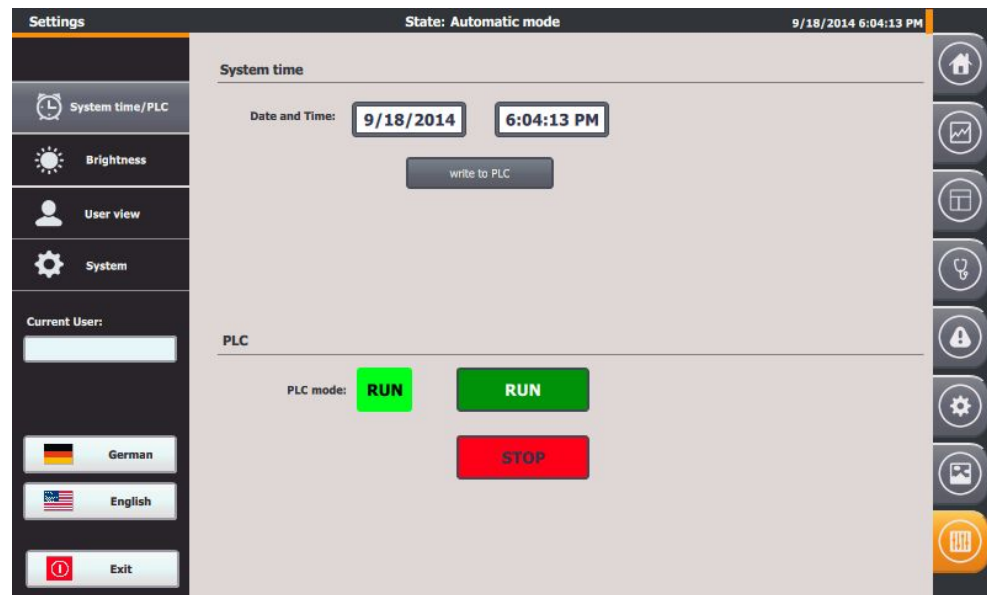 Settings
State: Automatic mode
9/18/2014 6:04:13 PM
System time/PLC
Brightness
User view
System
Current User:
German
English
Exit
System time
Date and Time: 9/18/2014 6:04:13 PM
write to PLC
PLC
PLC mode: RUN RUN
STOP